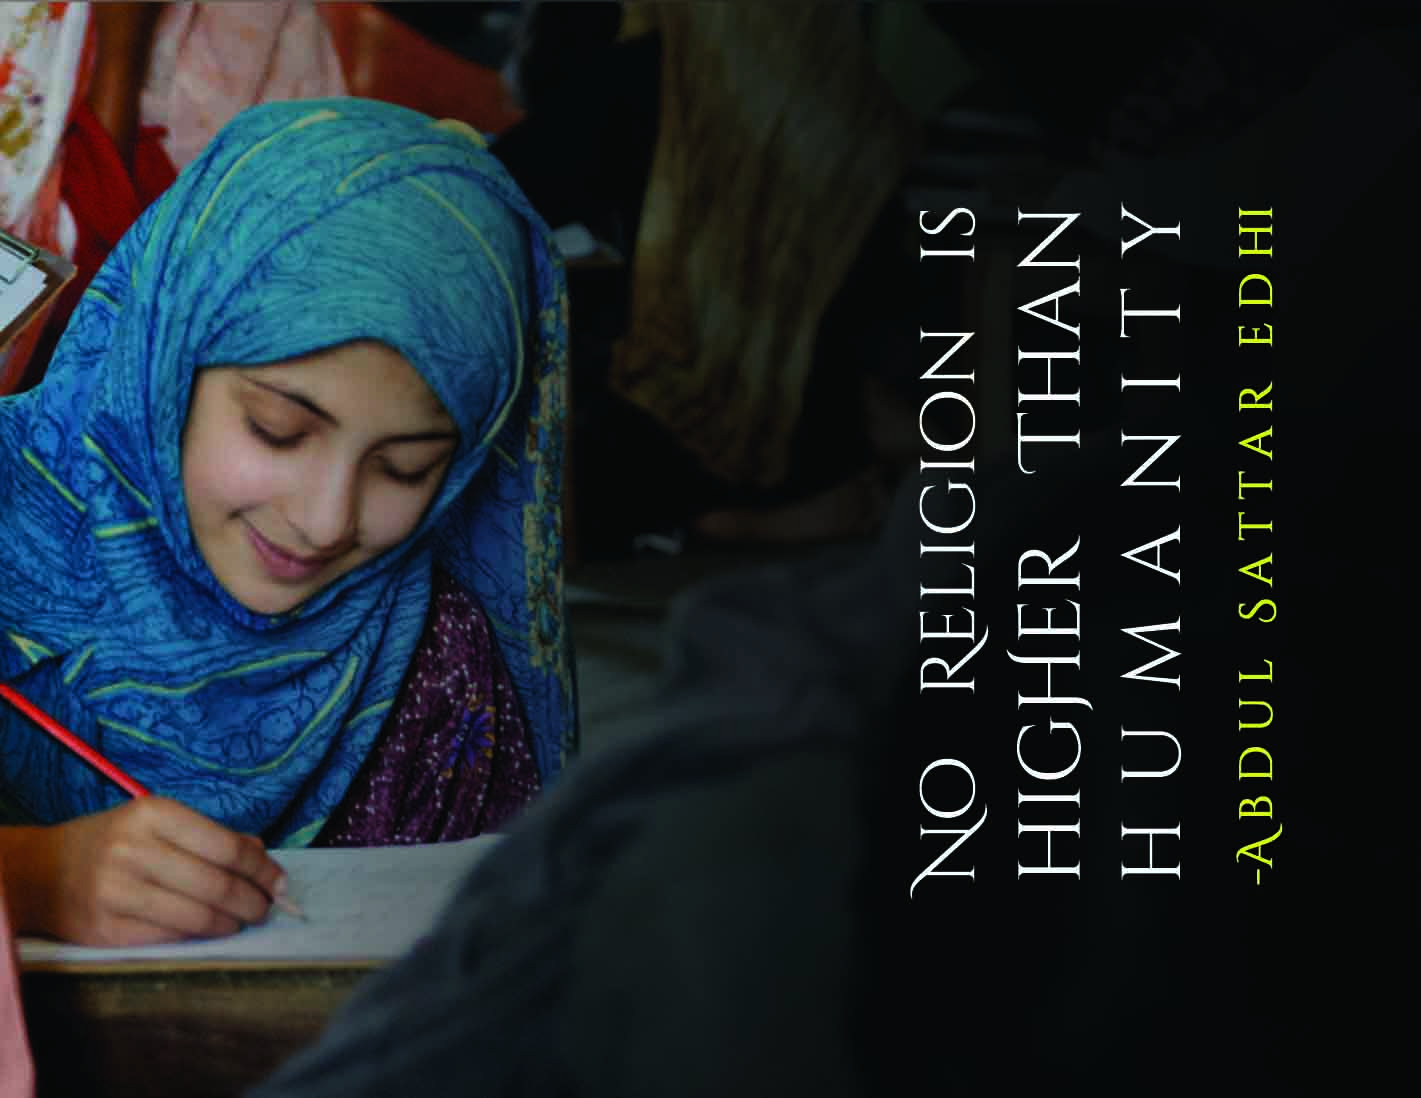 NO RELIGION IS
HIGHER THAN
HUMANITY
-ABDUL SATTAR EDHI